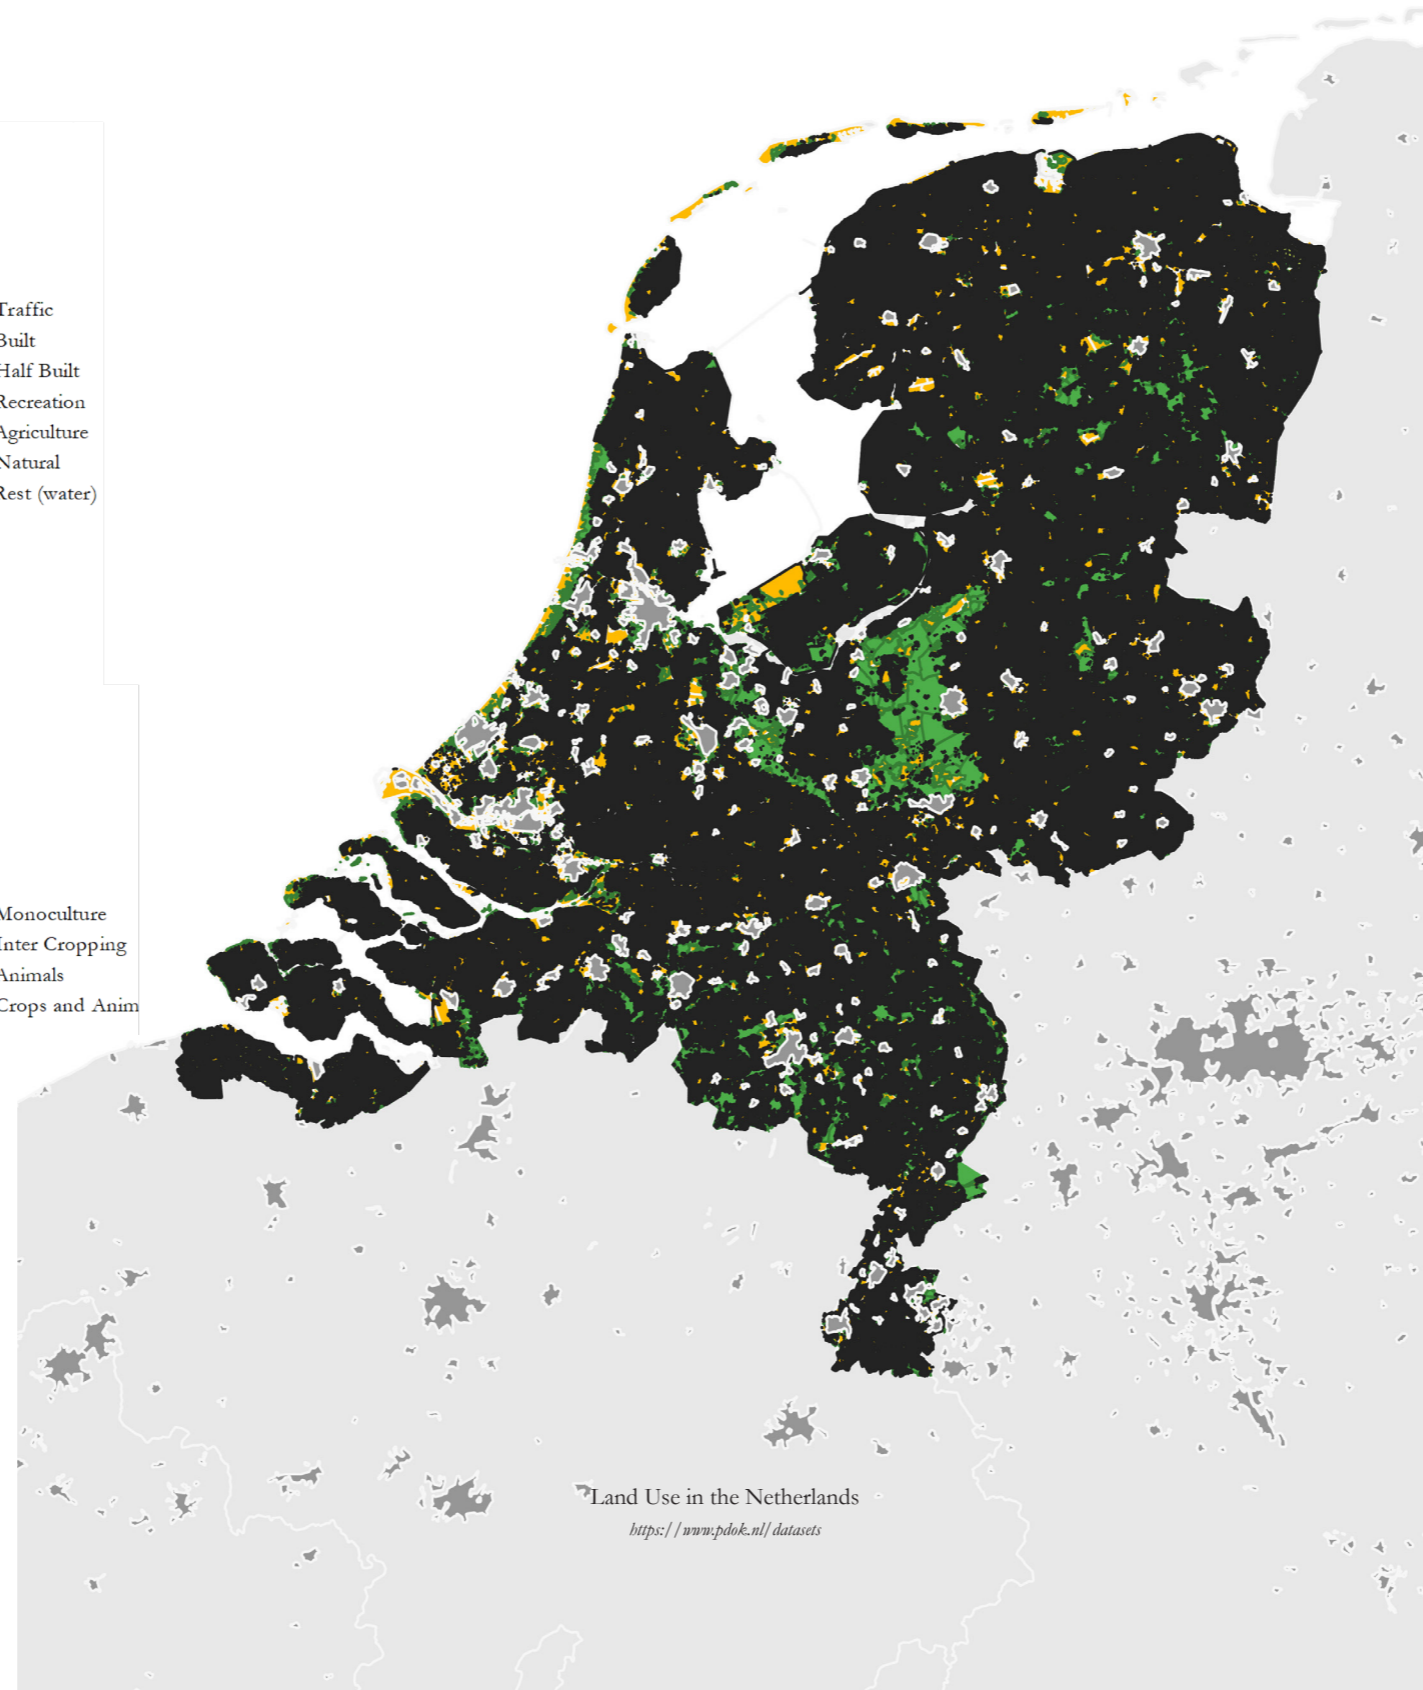 Traffic
Built
Half Built
Recreation
Agriculture
Natural
Rest (water)
Monoculture
Inter Cropping
Animals
Crops and Anim
Land Use in the Netherlands
https://www.pdok.nl/datasets